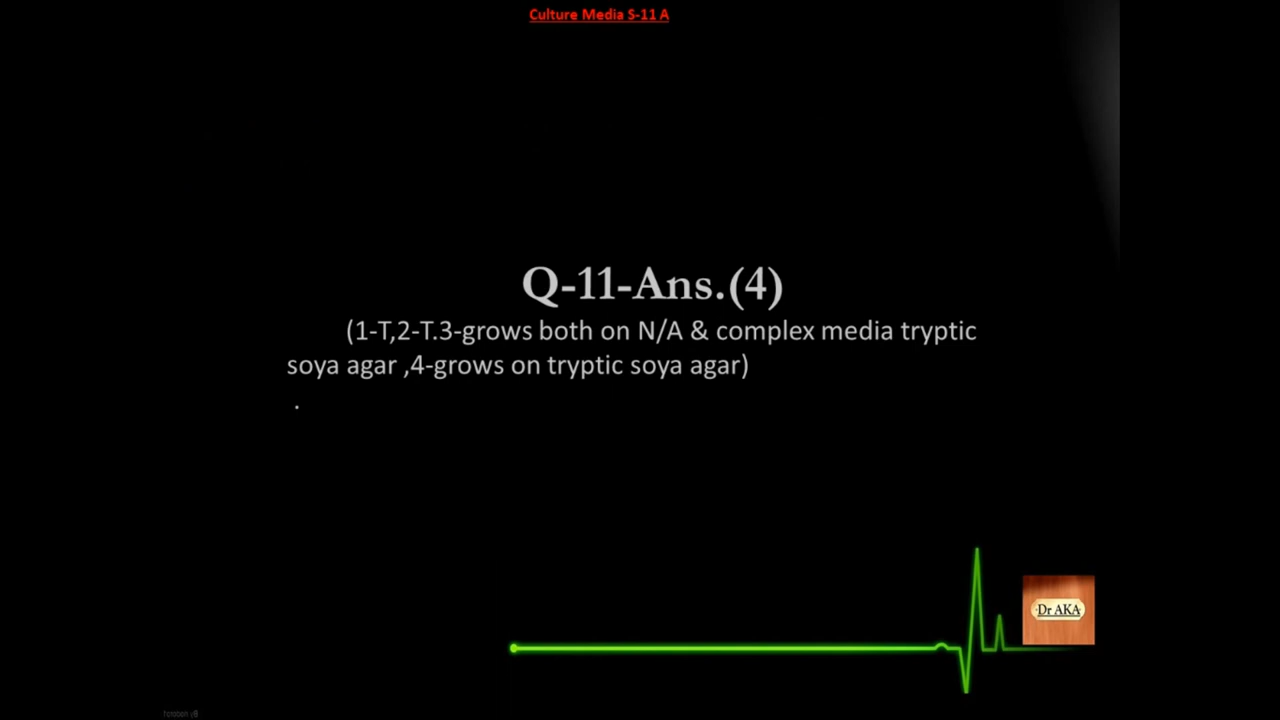 Culture Media S-11 A
Q-11-Ans.(4)
(1-T,2-T.3-grows both on N/A & complex media tryptic
soya agar ,4-grows on tryptic soya agar)
.
Dr AKA